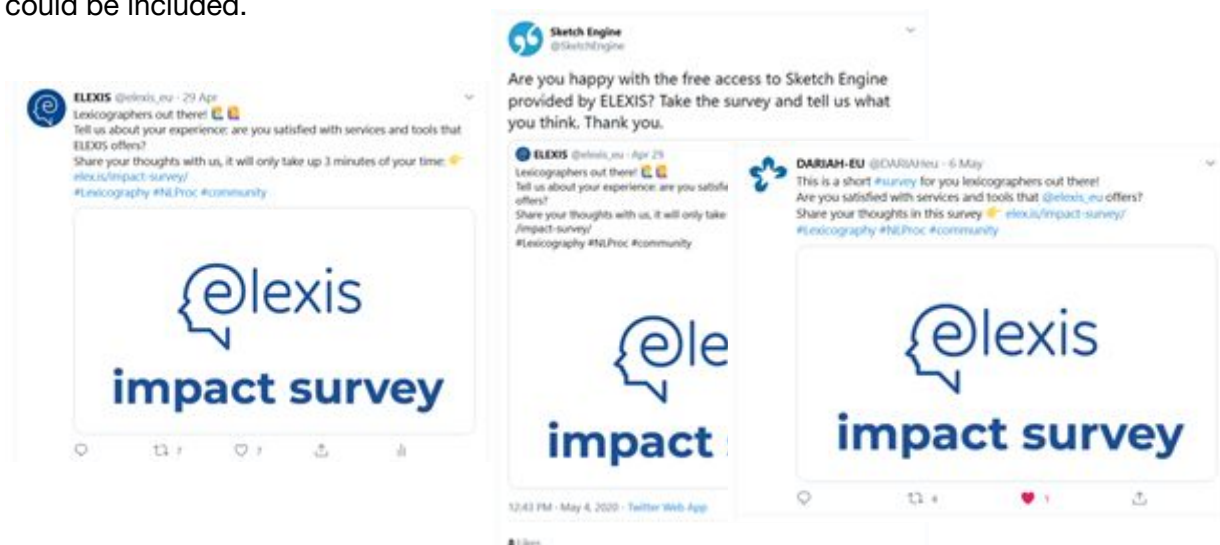 could be included.
ELEXIS @elexis_eu · 29 Apr
Lexicographers out there!
Tell us about your experience: are you satisfied with services and tools that
ELEXIS offers?
Share your thoughts with us, it will only take up 3 minutes of your time:
elex.is/impact-survey/
#Lexicography #NLProc #community
elexis
impact survey
7
7
Sketch Engine
@SketchEngine
Are you happy with the free access to Sketch Engine
provided by ELEXIS? Take the survey and tell us what
you think. Thank you.
ELEXIS @elexis_eu · Apr 29
Lexicographers out there!
Tell us about your experience: are you satisfie
offers?
Share your thoughts with us, it will only take
/impact-survey/
#Lexicography #NLProc #community
ele
impact
12:43 PM · May 4, 2020 · Twitter Web App
Likes
DARIAH-EU @DARIAHeu · 6 May
This is a short #survey for you lexicographers out there!
Are you satisfied with services and tools that @elexis_eu offers?
Share your thoughts in this survey elex.is/impact-survey/
#Lexicography #NLProc #community
elexis
impact survey
4
1